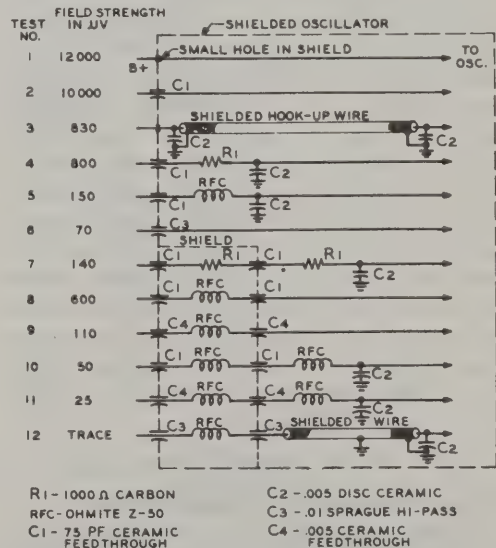 TEST NO. FIELD STRENGTH IN UV
SHIELDED OSCILLATOR
1 12000 B+ SMALL HOLE IN SHIELD TO OSC.
2 10000 C1
3 830 SHIELDED HOOK-UP WIRE C2 C2
4 800 C1 R1 C2
5 150 C1 RFC C2
6 70 C3
SHIELD
7 140 C1 R1 C1 R1 C2
8 600 C1 RFC C1
9 110 C4 RFC C4
10 50 C1 RFC C1 RFC C2
11 25 C4 RFC C4 RFC C2
12 TRACE C3 RFC C3 SHIELDED WIRE C2
R1-1000 Ω CARBON
RFC-OHMITE Z-50
C1-75 PF CERAMIC FEEDTHROUGH
C2-.005 DISC CERAMIC
C3-.01 SPRAGUE HI-PASS
C4-.005 CERAMIC FEEDTHROUGH